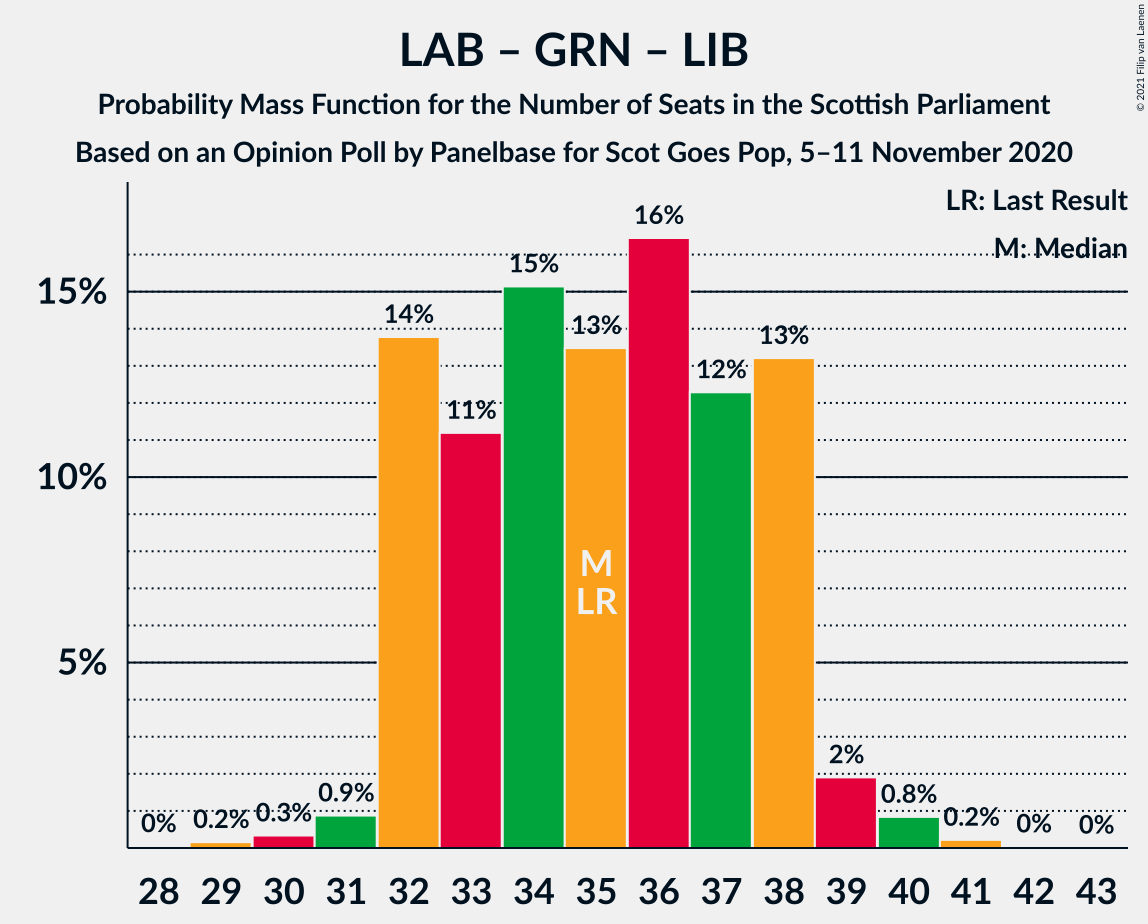 LAB – GRN – LIB
Probability Mass Function for the Number of Seats in the Scottish Parliament
Based on an Opinion Poll by Panelbase for Scot Goes Pop, 5–11 November 2020
© 2021 Filip van Laenen
LR: Last Result
M: Median
15%
10%
5%
0%
0.2%
0.3%
0.9%
14%
11%
15%
13%
16%
12%
13%
2%
0.8%
0.2%
0%
0%
M
LR
28 29 30 31 32 33 34 35 36 37 38 39 40 41 42 43